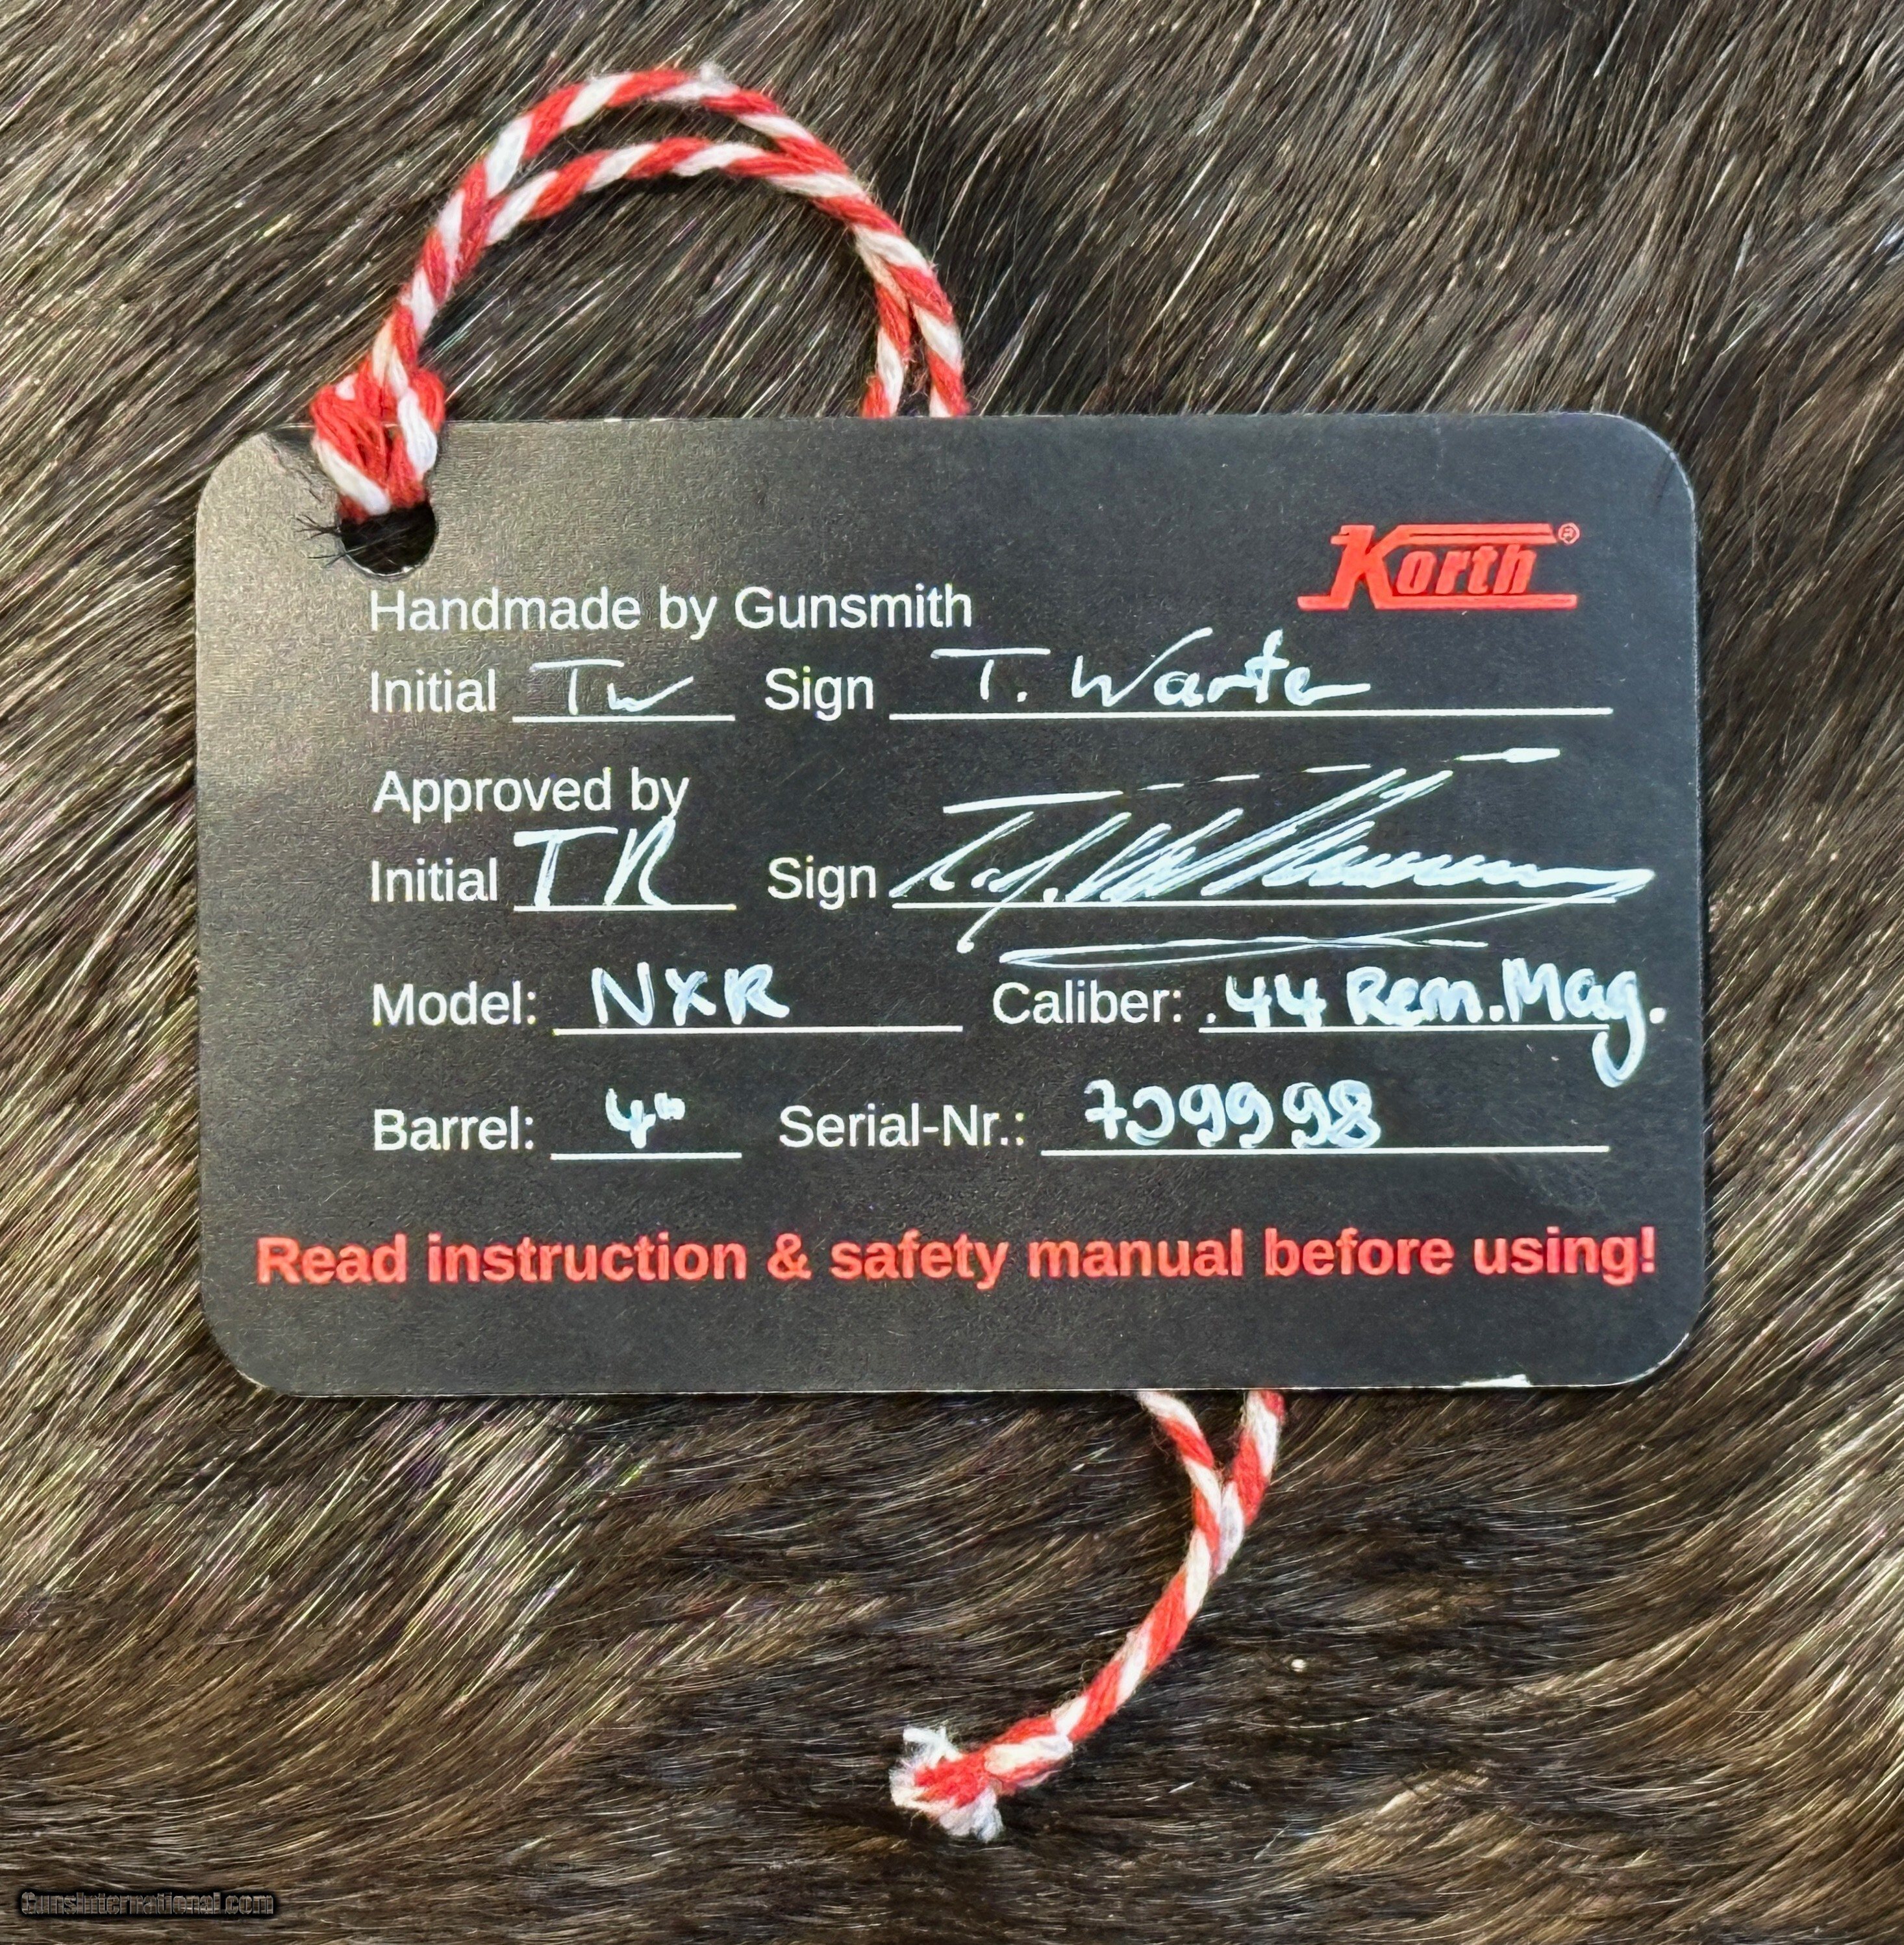 Korth®
Handmade by Gunsmith
Initial TW Sign T. Warte
Approved by
Initial TR Sign
Model: NXR Caliber: .44 Rem. Mag.
Barrel: 4" Serial-Nr.: 709998
Read instruction & safety manual before using!
GunsInternational.com